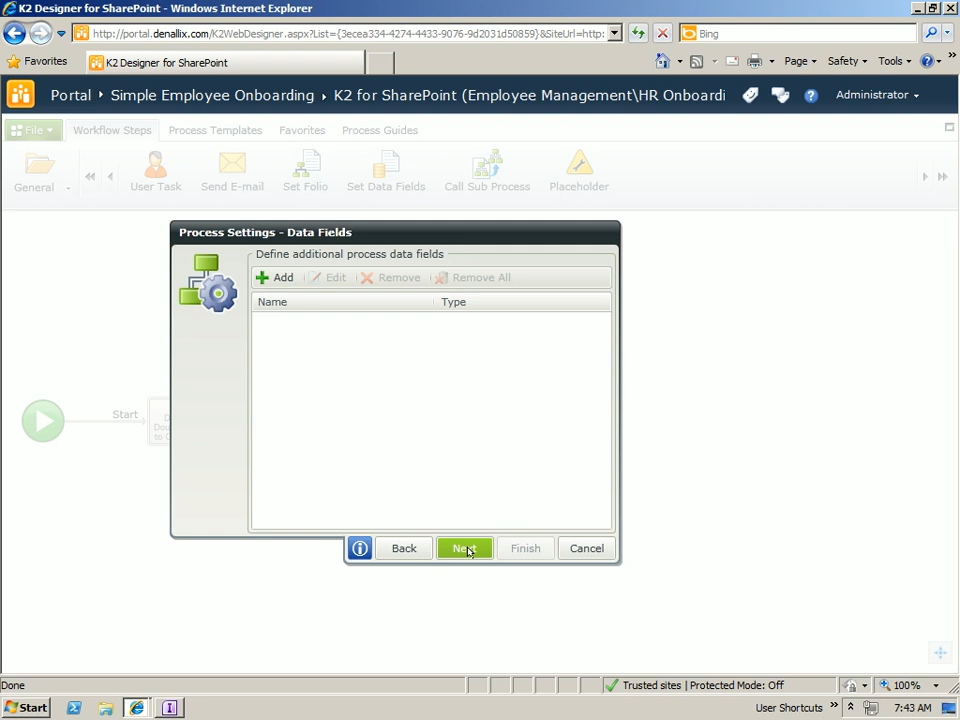 K2 Designer for SharePoint - Windows Internet Explorer
http://portal.denallix.com/K2WebDesigner.aspx?List={3ecea334-4274-4433-9076-9d2031d50859}&SiteUrl=http:
Bing
Favorites
K2 Designer for SharePoint
Page
Safety
Tools
Portal
Simple Employee Onboarding
K2 for SharePoint (Employee Management\HR Onboardi
Administrator
File
Workflow Steps
Process Templates
Favorites
Process Guides
General
User Task
Send E-mail
Set Folio
Set Data Fields
Call Sub Process
Placeholder
Process Settings - Data Fields
Define additional process data fields
Add
Edit
Remove
Remove All
Name
Type
Start
Back
Next
Finish
Cancel
Done
Trusted sites | Protected Mode: Off
100%
Start
User Shortcuts
7:43 AM